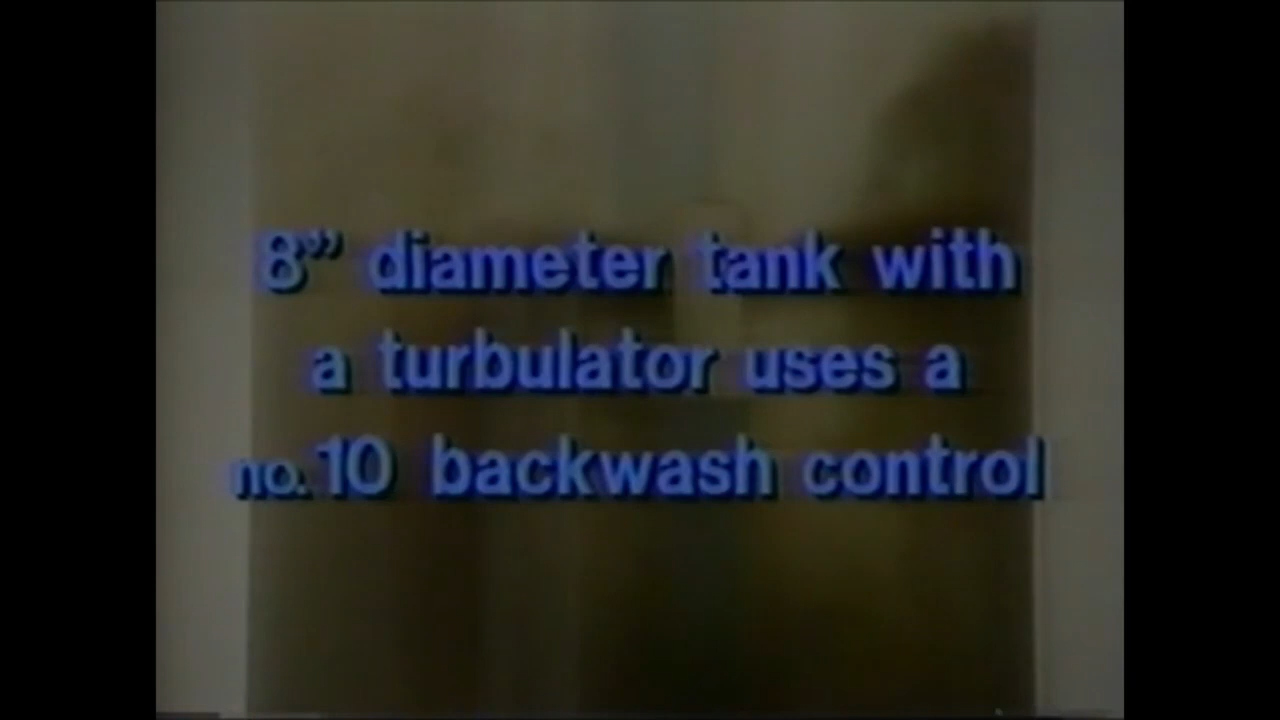 8” diameter tank with
a turbulator uses a
no. 10 backwash control